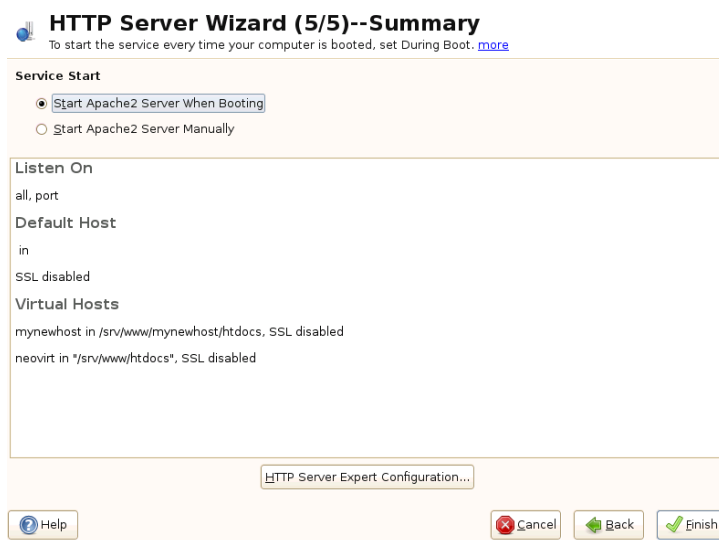 HTTP Server Wizard (5/5)--Summary
To start the service every time your computer is booted, set During Boot. more
Service Start
Start Apache2 Server When Booting
Start Apache2 Server Manually
Listen On
all, port
Default Host
in
SSL disabled
Virtual Hosts
mynewhost in /srv/www/mynewhost/htdocs, SSL disabled
neovirt in "/srv/www/htdocs", SSL disabled
HTTP Server Expert Configuration...
Help
Cancel
Back
Finish